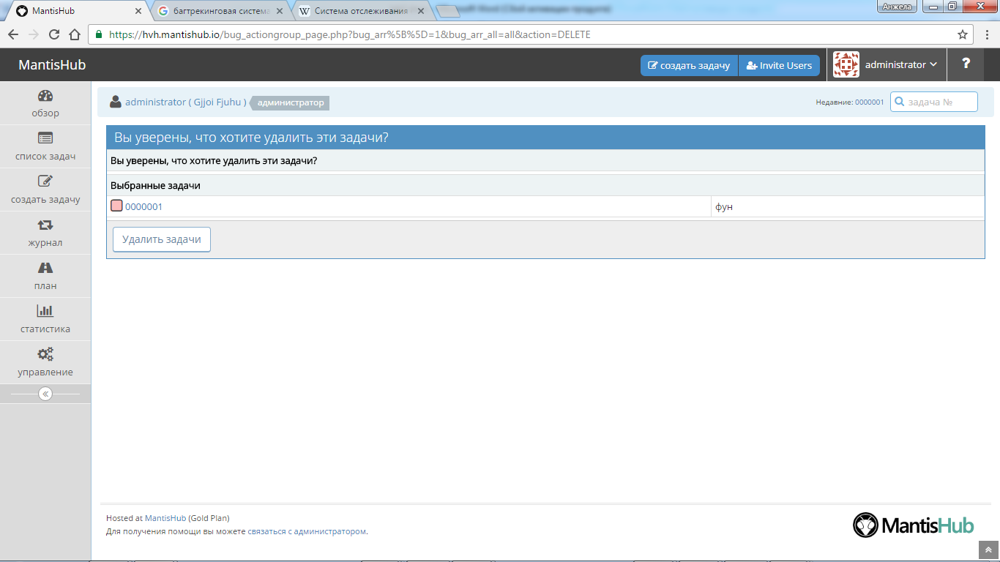 MantisHub
багтрекинговая система
Система отслеживания
Анжела
https://hvh.mantishub.io/bug_actiongroup_page.php?bug_arr%5B%5D=1&bug_arr_all=all&action=DELETE
MantisHub
создать задачу
Invite Users
administrator
?
обзор
список задач
создать задачу
журнал
план
статистика
управление
administrator ( Gjjoi Fjuhu ) администратор
Недавние: 0000001
задача №
Вы уверены, что хотите удалить эти задачи?
Вы уверены, что хотите удалить эти задачи?
Выбранные задачи
0000001 фун
Удалить задачи
Hosted at MantisHub (Gold Plan)
Для получения помощи вы можете связаться с администратором.
MantisHub